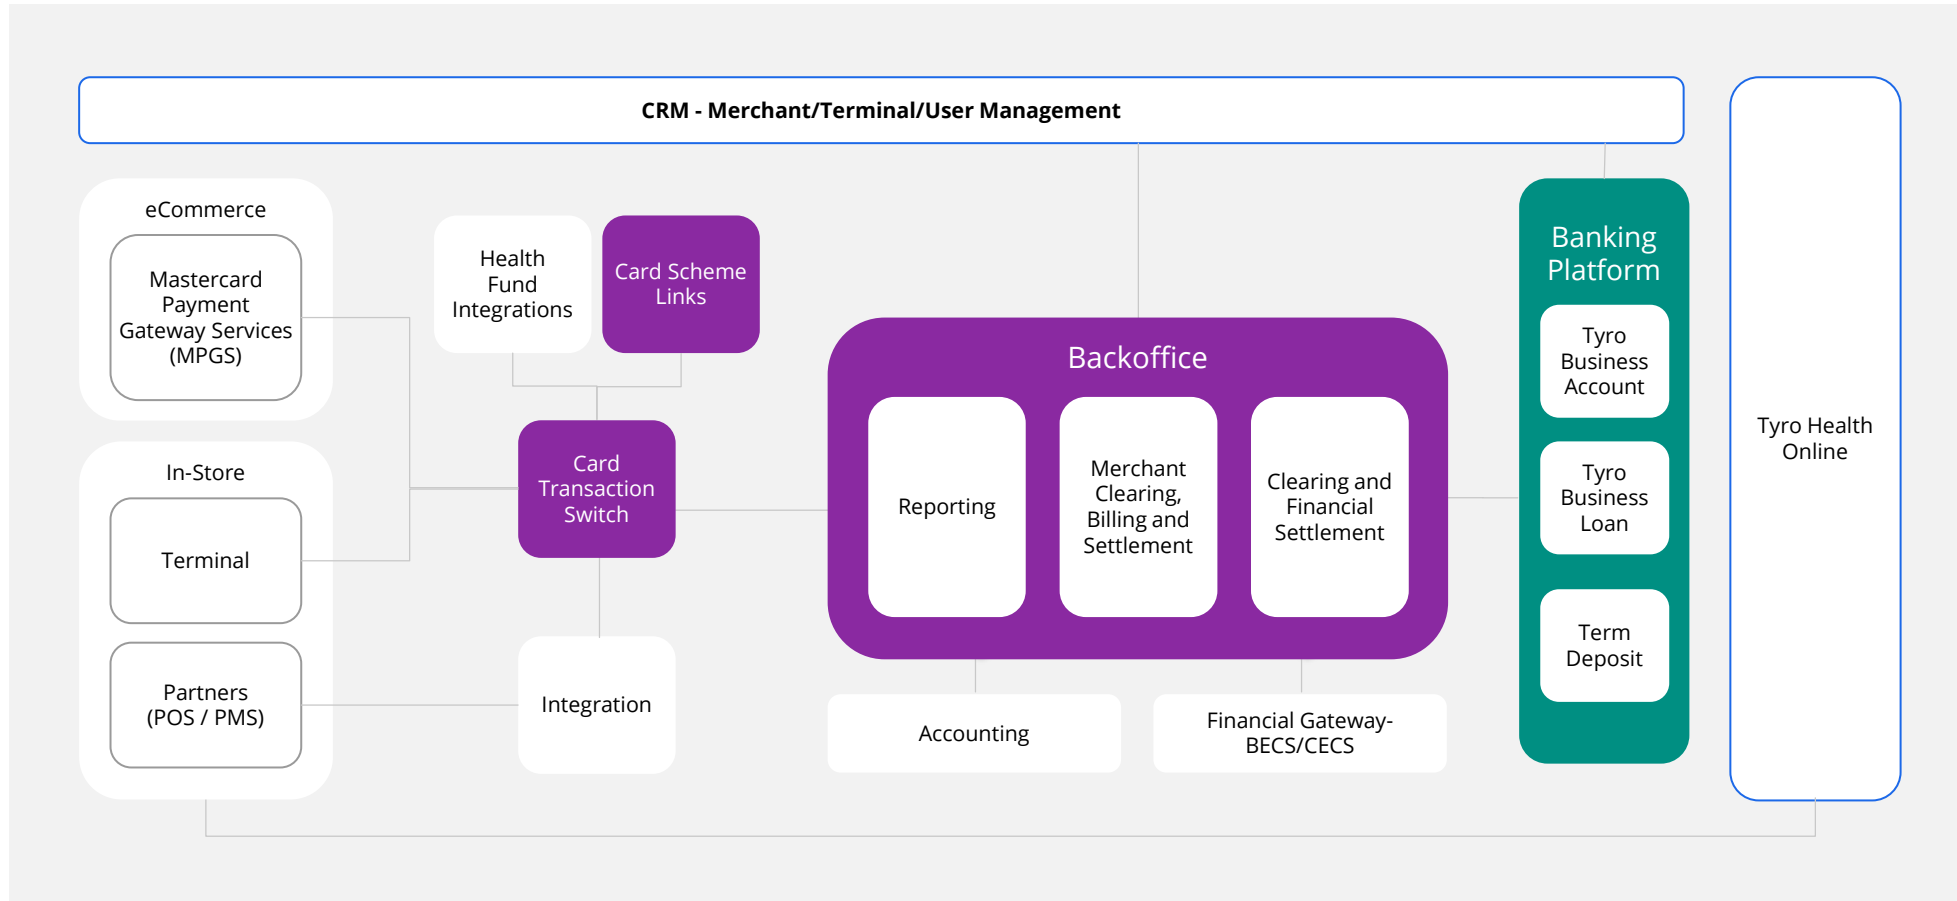 CRM - Merchant/Terminal/User Management
eCommerce
Mastercard
Payment
Gateway Services
(MPGS)
In-Store
Terminal
Partners
(POS / PMS)
Health
Fund
Integrations
Card Scheme
Links
Card
Transaction
Switch
Integration
Backoffice
Reporting
Merchant
Clearing,
Billing and
Settlement
Clearing and
Financial
Settlement
Accounting
Financial Gateway-
BECS/CECS
Banking
Platform
Tyro
Business
Account
Tyro
Business
Loan
Term
Deposit
Tyro Health
Online